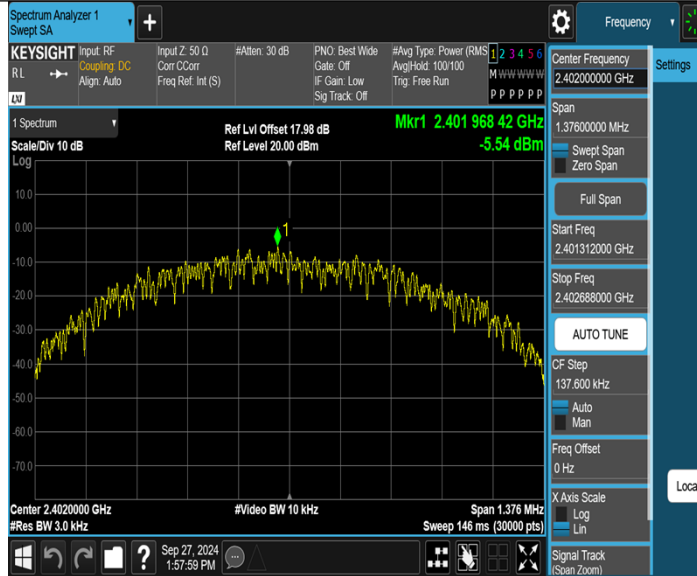 Spectrum Analyzer 1
Swept SA
Frequency
KEYSIGHT
RL
LXI
Input: RF
Coupling: DC
Align: Auto
Input Z: 50 Ω
Corr CCorr
Freq Ref: Int (S)
#Atten: 30 dB
PNO: Best Wide
Gate: Off
IF Gain: Low
Sig Track: Off
#Avg Type: Power (RMS
Avg|Hold: 100/100
Trig: Free Run
1 2 3 4 5 6
M W W W W W
P P P P P P
1 Spectrum
Scale/Div 10 dB
Log
Ref Lvl Offset 17.98 dB
Ref Level 20.00 dBm
Mkr1 2.401 968 42 GHz
-5.54 dBm
10.0
0.00
-10.0
-20.0
-30.0
-40.0
-50.0
-60.0
-70.0
1
Center 2.4020000 GHz
#Res BW 3.0 kHz
#Video BW 10 kHz
Span 1.376 MHz
Sweep 146 ms (30000 pts)
Sep 27, 2024
1:57:59 PM
?
Center Frequency
2.402000000 GHz
Span
1.37600000 MHz
Swept Span
Zero Span
Full Span
Start Freq
2.401312000 GHz
Stop Freq
2.402688000 GHz
AUTO TUNE
CF Step
137.600 kHz
Auto
Man
Freq Offset
0 Hz
X Axis Scale
Log
Lin
Signal Track
(Span Zoom)
Settings
Loca